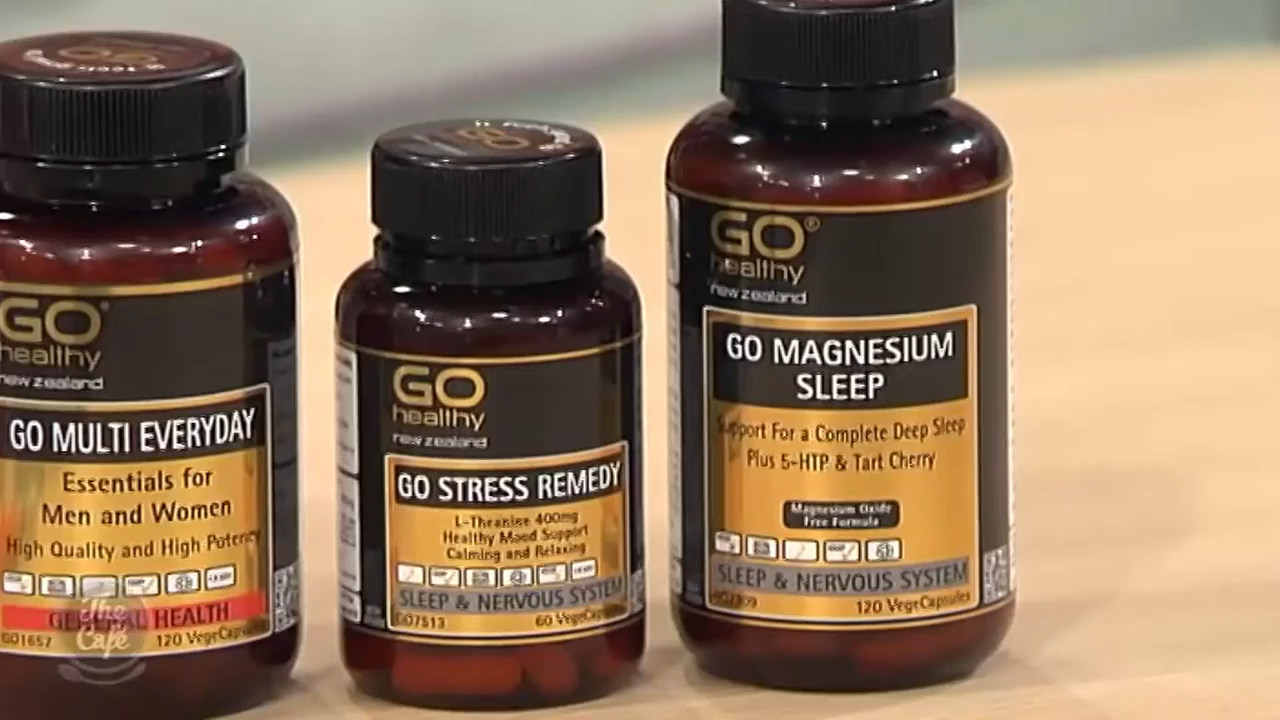 GO
healthy
new zealand
GO MULTI EVERYDAY
Essentials for
Men and Women
High Quality and High Potency
GENERAL HEALTH
GO1657
120 VegeCapsules
The
Café
GO
healthy
new zealand
GO STRESS REMEDY
L-Theanine 400mg
Healthy Mood Support
Calming and Relaxing
SLEEP & NERVOUS SYSTEM
GO7513
60 VegeCapsules
GO®
healthy
new zealand
GO MAGNESIUM
SLEEP
Support For a Complete Deep Sleep
Plus 5-HTP & Tart Cherry
Magnesium Oxide
Free Formula
SLEEP & NERVOUS SYSTEM
120 VegeCapsules